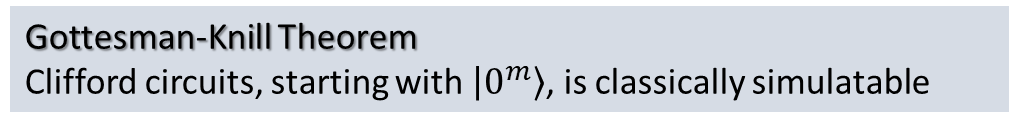 Gottesman-Knill Theorem
Clifford circuits, starting with |0^m⟩, is classically simulatable